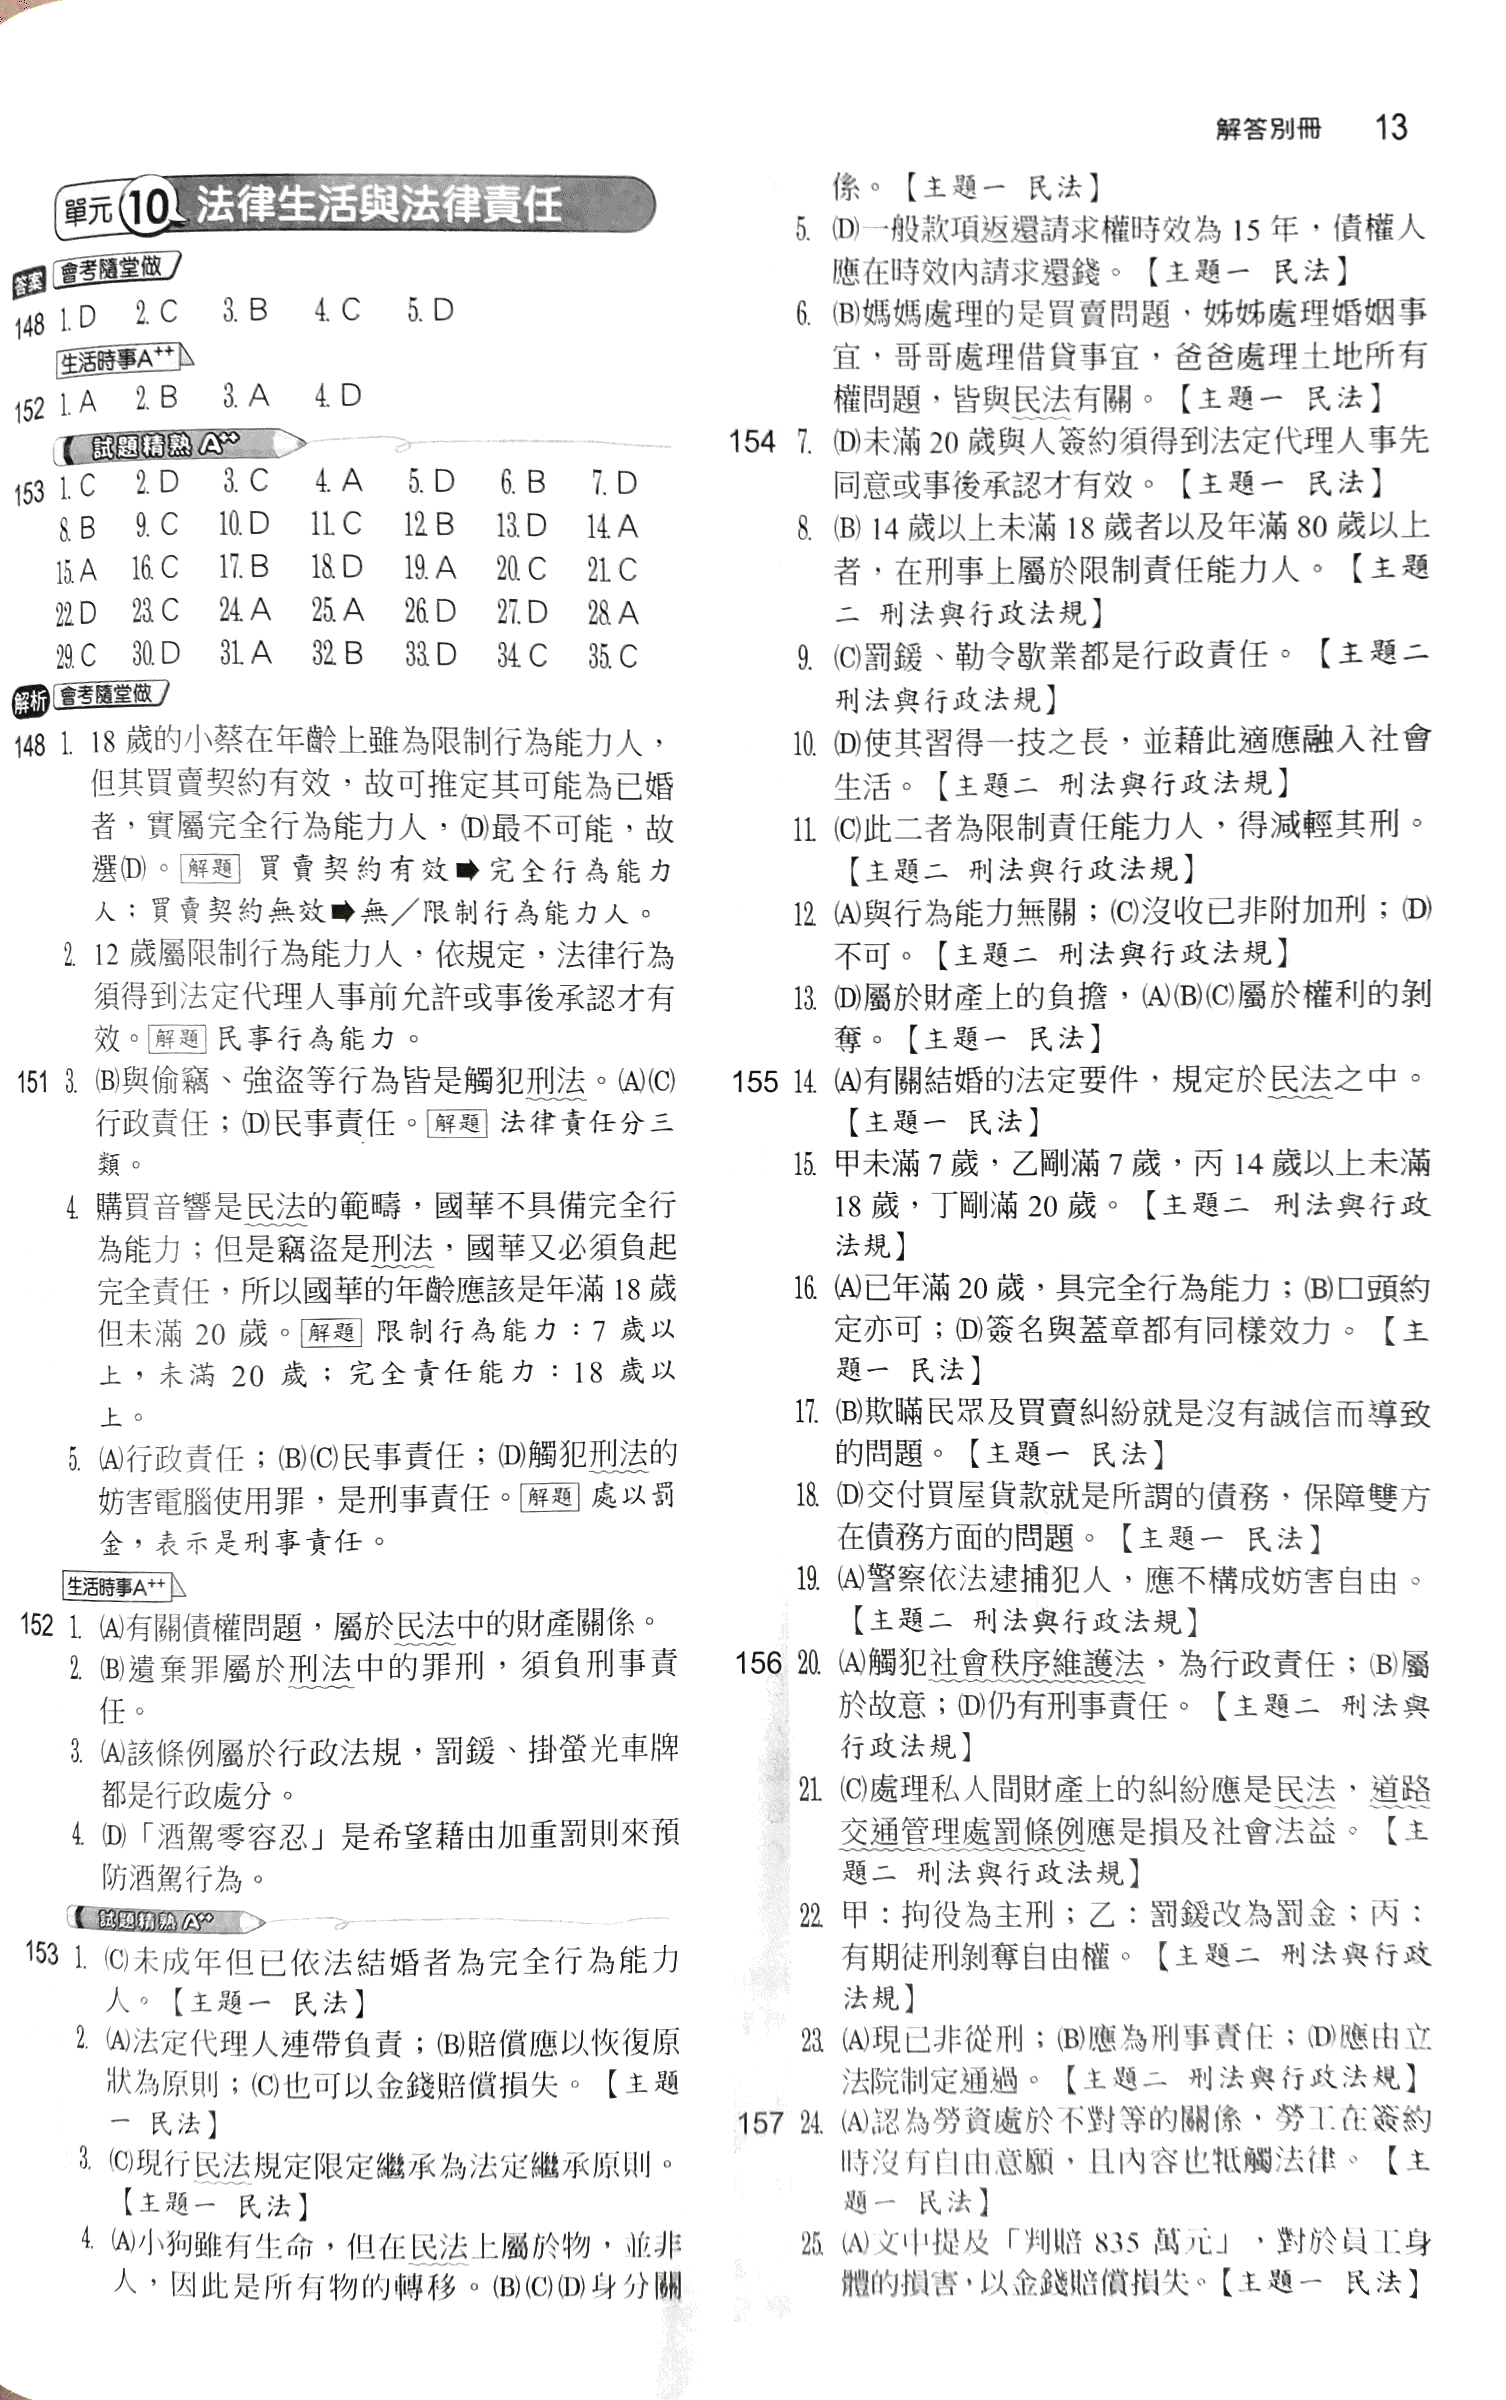 解答別冊 13
單元10 法律生活與法律責任
答案 會考隨堂做
148 1. D 2. C 3. B 4. C 5. D
生活時事A⁺⁺
152 1. A 2. B 3. A 4. D
試題精熟A⁺⁺
153 1. C 2. D 3. C 4. A 5. D 6. B 7. D
8. B 9. C 10. D 11. C 12. B 13. D 14. A
15. A 16. C 17. B 18. D 19. A 20. C 21. C
22. D 23. C 24. A 25. A 26. D 27. D 28. A
29. C 30. D 31. A 32. B 33. D 34. C 35. C
解析 會考隨堂做
148 1. 18 歲的小蔡在年齡上雖為限制行為能力人，
但其買賣契約有效，故可推定其可能為已婚
者，實屬完全行為能力人，(D)最不可能，故
選(D)。解題 買賣契約有效➡完全行為能力
人；買賣契約無效➡無／限制行為能力人。
2. 12 歲屬限制行為能力人，依規定，法律行為
須得到法定代理人事前允許或事後承認才有
效。解題 民事行為能力。
151 3. (B)與偷竊、強盜等行為皆是觸犯刑法。(A)(C)
行政責任；(D)民事責任。解題 法律責任分三
類。
4. 購買音響是民法的範疇，國華不具備完全行
為能力；但是竊盜是刑法，國華又必須負起
完全責任，所以國華的年齡應該是年滿 18 歲
但未滿 20 歲。解題 限制行為能力：7 歲以
上，未滿 20 歲；完全責任能力：18 歲以
上。
5. (A)行政責任；(B)(C)民事責任；(D)觸犯刑法的
妨害電腦使用罪，是刑事責任。解題 處以罰
金，表示是刑事責任。
生活時事A⁺⁺
152 1. (A)有關債權問題，屬於民法中的財產關係。
2. (B)遺棄罪屬於刑法中的罪刑，須負刑事責
任。
3. (A)該條例屬於行政法規，罰鍰、掛螢光車牌
都是行政處分。
4. (D)「酒駕零容忍」是希望藉由加重罰則來預
防酒駕行為。
試題精熟A⁺⁺
153 1. (C)未成年但已依法結婚者為完全行為能力
人。【主題一 民法】
2. (A)法定代理人連帶負責；(B)賠償應以恢復原
狀為原則；(C)也可以金錢賠償損失。【主題
一 民法】
3. (C)現行民法規定限定繼承為法定繼承原則。
【主題一 民法】
4. (A)小狗雖有生命，但在民法上屬於物，並非
人，因此是所有物的轉移。(B)(C)(D)身分關
係。【主題一 民法】
5. (D)一般款項返還請求權時效為 15 年，債權人
應在時效內請求還錢。【主題一 民法】
6. (B)媽媽處理的是買賣問題，姊姊處理婚姻事
宜，哥哥處理借貸事宜，爸爸處理土地所有
權問題，皆與民法有關。【主題一 民法】
154 7. (D)未滿 20 歲與人簽約須得到法定代理人事先
同意或事後承認才有效。【主題一 民法】
8. (B) 14 歲以上未滿 18 歲者以及年滿 80 歲以上
者，在刑事上屬於限制責任能力人。【主題
二 刑法與行政法規】
9. (C)罰鍰、勒令歇業都是行政責任。【主題二
刑法與行政法規】
10. (D)使其習得一技之長，並藉此適應融入社會
生活。【主題二 刑法與行政法規】
11. (C)此二者為限制責任能力人，得減輕其刑。
【主題二 刑法與行政法規】
12. (A)與行為能力無關；(C)沒收已非附加刑；(D)
不可。【主題二 刑法與行政法規】
13. (D)屬於財產上的負擔，(A)(B)(C)屬於權利的剝
奪。【主題一 民法】
155 14. (A)有關結婚的法定要件，規定於民法之中。
【主題一 民法】
15. 甲未滿 7 歲，乙剛滿 7 歲，丙 14 歲以上未滿
18 歲，丁剛滿 20 歲。【主題二 刑法與行政
法規】
16. (A)已年滿 20 歲，具完全行為能力；(B)口頭約
定亦可；(D)簽名與蓋章都有同樣效力。【主
題一 民法】
17. (B)欺瞞民眾及買賣糾紛就是沒有誠信而導致
的問題。【主題一 民法】
18. (D)交付買屋貨款就是所謂的債務，保障雙方
在債務方面的問題。【主題一 民法】
19. (A)警察依法逮捕犯人，應不構成妨害自由。
【主題二 刑法與行政法規】
156 20. (A)觸犯社會秩序維護法，為行政責任；(B)屬
於故意；(D)仍有刑事責任。【主題二 刑法與
行政法規】
21. (C)處理私人間財產上的糾紛應是民法，道路
交通管理處罰條例應是損及社會法益。【主
題二 刑法與行政法規】
22. 甲：拘役為主刑；乙：罰鍰改為罰金；丙：
有期徒刑剝奪自由權。【主題二 刑法與行政
法規】
23. (A)現已非從刑；(B)應為刑事責任；(D)應由立
法院制定通過。【主題二 刑法與行政法規】
157 24. (A)認為勞資處於不對等的關係，勞工在簽約
時沒有自由意願，且內容也牴觸法律。【主
題一 民法】
25. (A)文中提及「判賠 835 萬元」，對於員工身
體的損害，以金錢賠償損失。【主題一 民法】